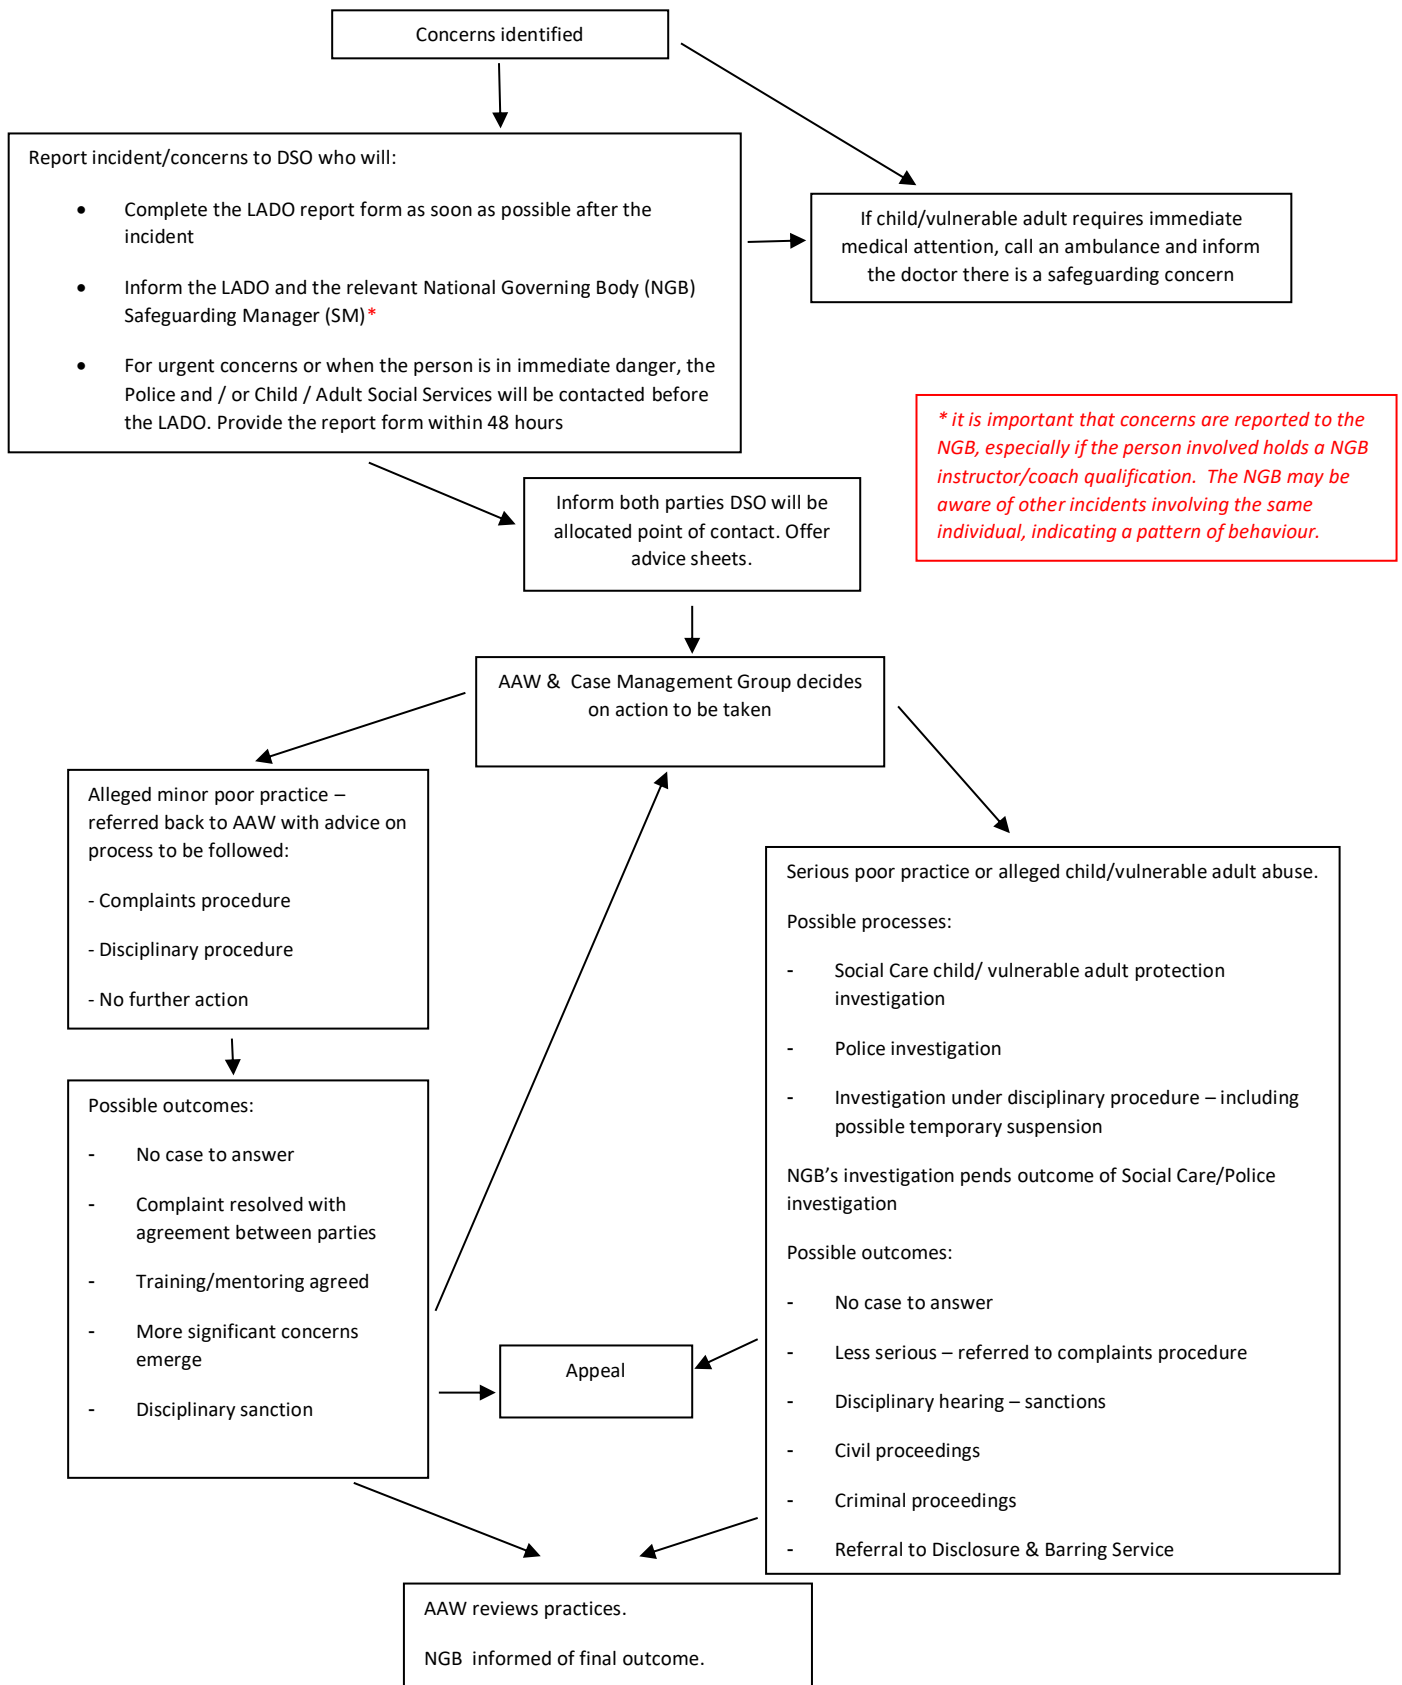 Concerns identified
Report incident/concerns to DSO who will:
• Complete the LADO report form as soon as possible after the
incident
• Inform the LADO and the relevant National Governing Body (NGB)
Safeguarding Manager (SM)*
• For urgent concerns or when the person is in immediate danger, the
Police and / or Child / Adult Social Services will be contacted before
the LADO. Provide the report form within 48 hours
If child/vulnerable adult requires immediate
medical attention, call an ambulance and inform
the doctor there is a safeguarding concern
* it is important that concerns are reported to the
NGB, especially if the person involved holds a NGB
instructor/coach qualification. The NGB may be
aware of other incidents involving the same
individual, indicating a pattern of behaviour.
Inform both parties DSO will be
allocated point of contact. Offer
advice sheets.
AAW & Case Management Group decides
on action to be taken
Alleged minor poor practice –
referred back to AAW with advice on
process to be followed:
- Complaints procedure
- Disciplinary procedure
- No further action
Possible outcomes:
- No case to answer
- Complaint resolved with
agreement between parties
- Training/mentoring agreed
- More significant concerns
emerge
- Disciplinary sanction
Appeal
Serious poor practice or alleged child/vulnerable adult abuse.
Possible processes:
- Social Care child/ vulnerable adult protection
investigation
- Police investigation
- Investigation under disciplinary procedure – including
possible temporary suspension
NGB’s investigation pends outcome of Social Care/Police
investigation
Possible outcomes:
- No case to answer
- Less serious – referred to complaints procedure
- Disciplinary hearing – sanctions
- Civil proceedings
- Criminal proceedings
- Referral to Disclosure & Barring Service
AAW reviews practices.
NGB informed of final outcome.